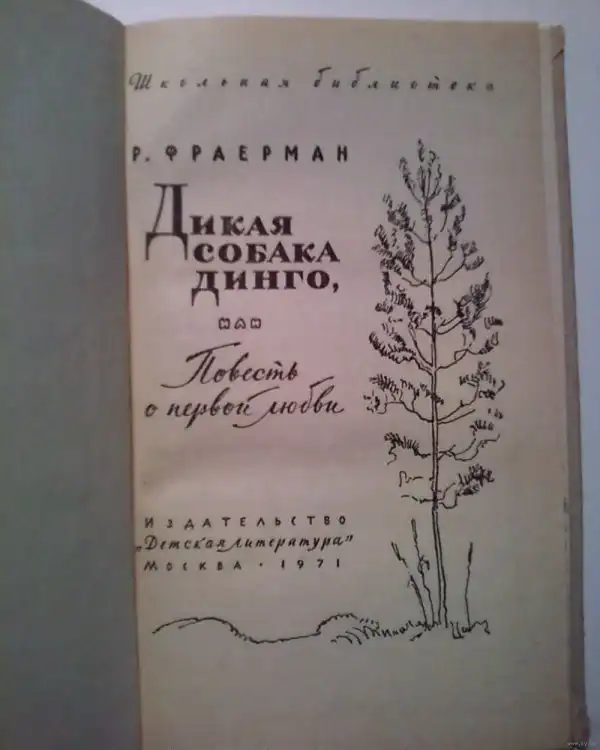 Школьная библиотека
Р. ФРАЕРМАН
ДИКАЯ
СОБАКА
ДИНГО,
ИЛИ
Повесть
о первой любви
ИЗДАТЕЛЬСТВО
„Детская литература"
МОСКВА · 1971